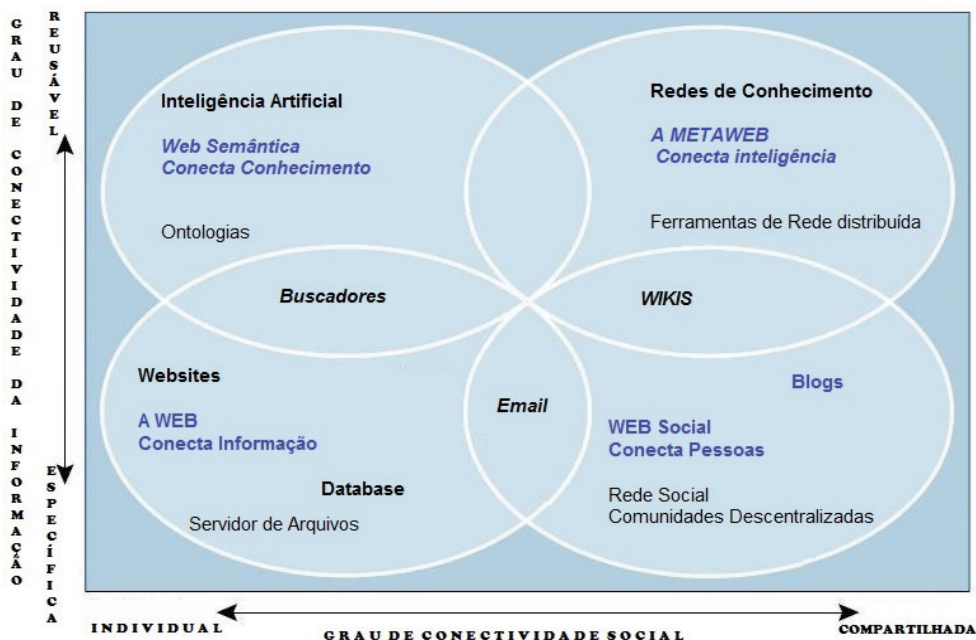 GRAU DE CONECTIVIDADE DA INFORMAÇÃO
REUSÁVEL
ESPECÍFICA
Inteligência Artificial
Web Semântica
Conecta Conhecimento
Ontologias
Redes de Conhecimento
A METAWEB
Conecta inteligência
Ferramentas de Rede distribuída
Buscadores
WIKIS
Websites
A WEB
Conecta Informação
Database
Servidor de Arquivos
Email
Blogs
WEB Social
Conecta Pessoas
Rede Social
Comunidades Descentralizadas
INDIVIDUAL
GRAU DE CONECTIVIDADE SOCIAL
COMPARTILHADA